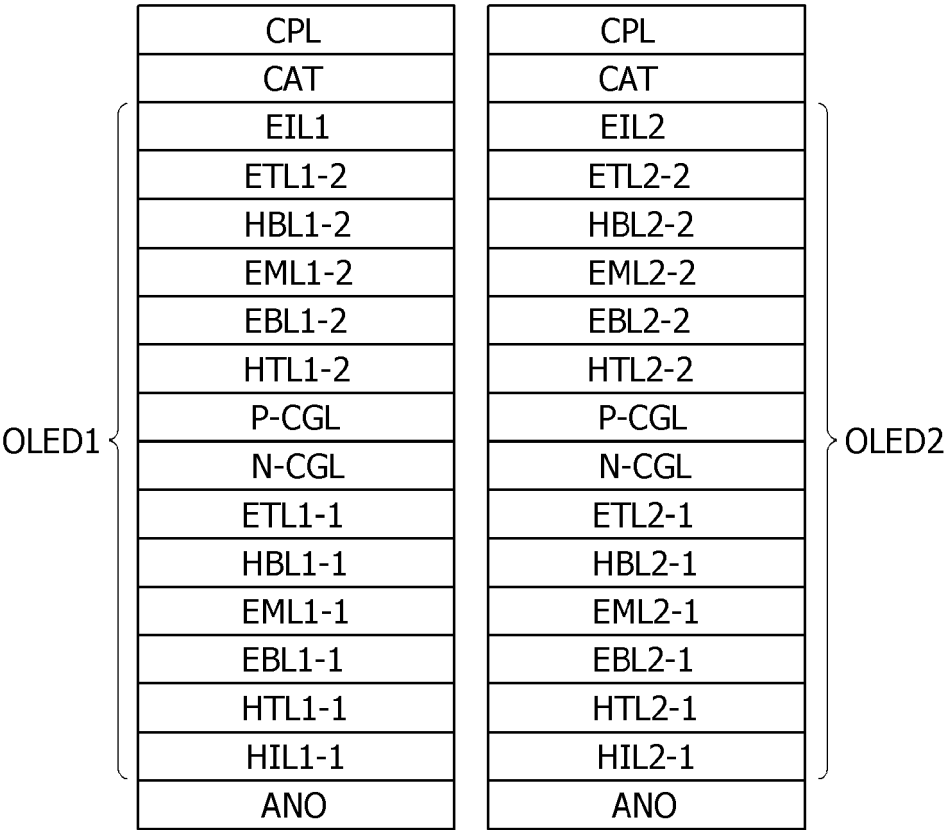 CPL CPL
CAT CAT
EIL1 EIL2
ETL1-2 ETL2-2
HBL1-2 HBL2-2
EML1-2 EML2-2
EBL1-2 EBL2-2
HTL1-2 HTL2-2
P-CGL P-CGL
OLED1 OLED2
N-CGL N-CGL
ETL1-1 ETL2-1
HBL1-1 HBL2-1
EML1-1 EML2-1
EBL1-1 EBL2-1
HTL1-1 HTL2-1
HIL1-1 HIL2-1
ANO ANO